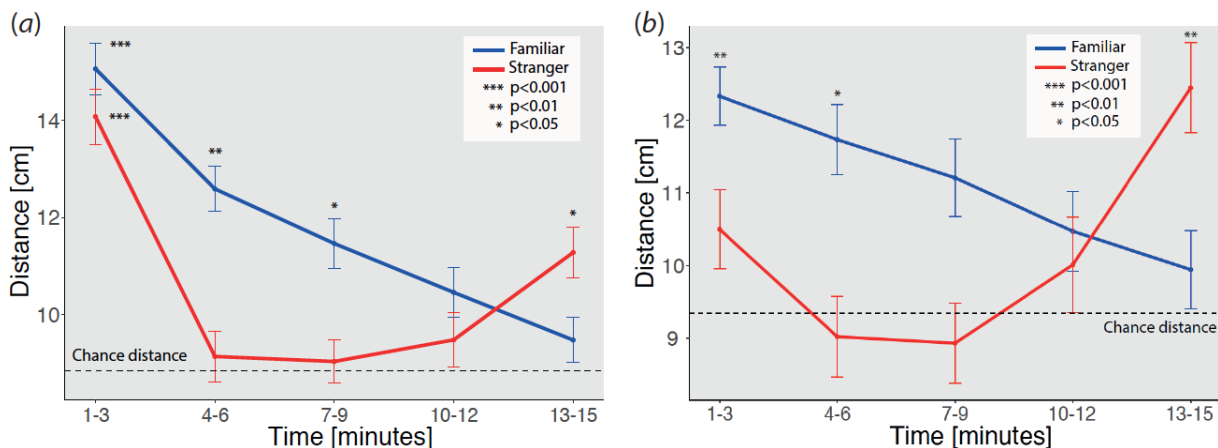 (a)
Familiar
Stranger
*** p<0.001
** p<0.01
* p<0.05
***
***
**
*
*
14
12
10
Distance [cm]
Chance distance
1-3
4-6
7-9
10-12
13-15
Time [minutes]
(b)
Familiar
Stranger
*** p<0.001
** p<0.01
* p<0.05
**
*
**
13
12
11
10
9
Distance [cm]
Chance distance
1-3
4-6
7-9
10-12
13-15
Time [minutes]